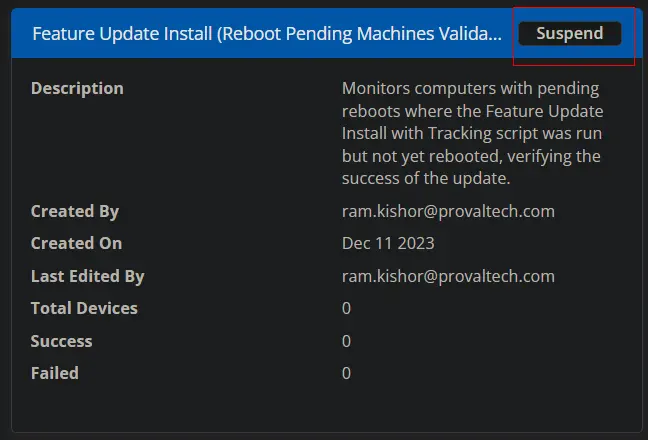 Feature Update Install (Reboot Pending Machines Valida... Suspend
Description Monitors computers with pending
reboots where the Feature Update
Install with Tracking script was run
but not yet rebooted, verifying the
success of the update.
Created By ram.kishor@provaltech.com
Created On Dec 11 2023
Last Edited By ram.kishor@provaltech.com
Total Devices 0
Success 0
Failed 0